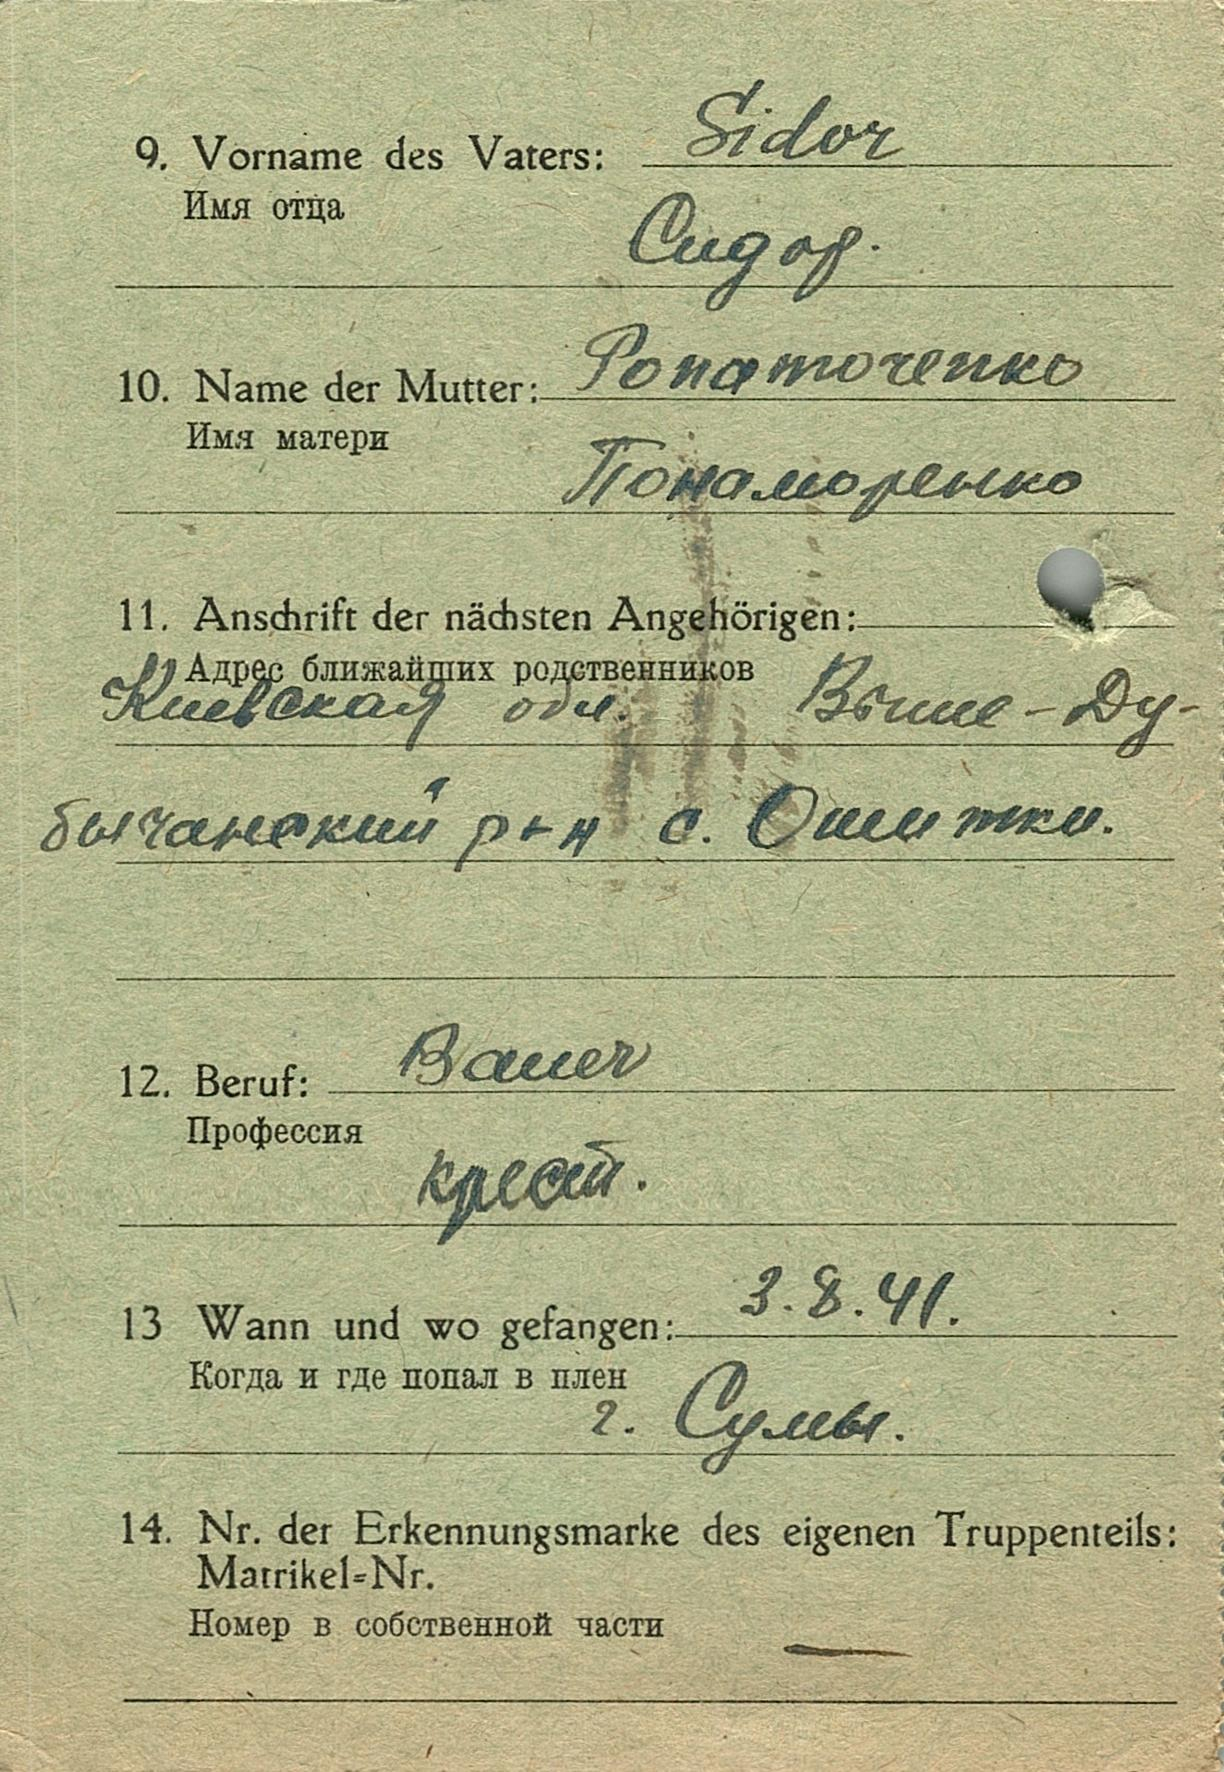 9. Vorname des Vaters: Sidor
Имя отца
Сидор.
10. Name der Mutter: Ponamorenko
Имя матери
Понаморенко
11. Anschrift der nächsten Angehörigen:
Адрес ближайших родственников
Киевская обл. Выше-Ду-
бычанский р-н с. Ошитки.
12. Beruf: Bauer
Профессия
крест.
13 Wann und wo gefangen: 3.8.41.
Когда и где попал в плен
г. Сумы.
14. Nr. der Erkennungsmarke des eigenen Truppenteils:
Matrikel=Nr.
Номер в собственной части
—